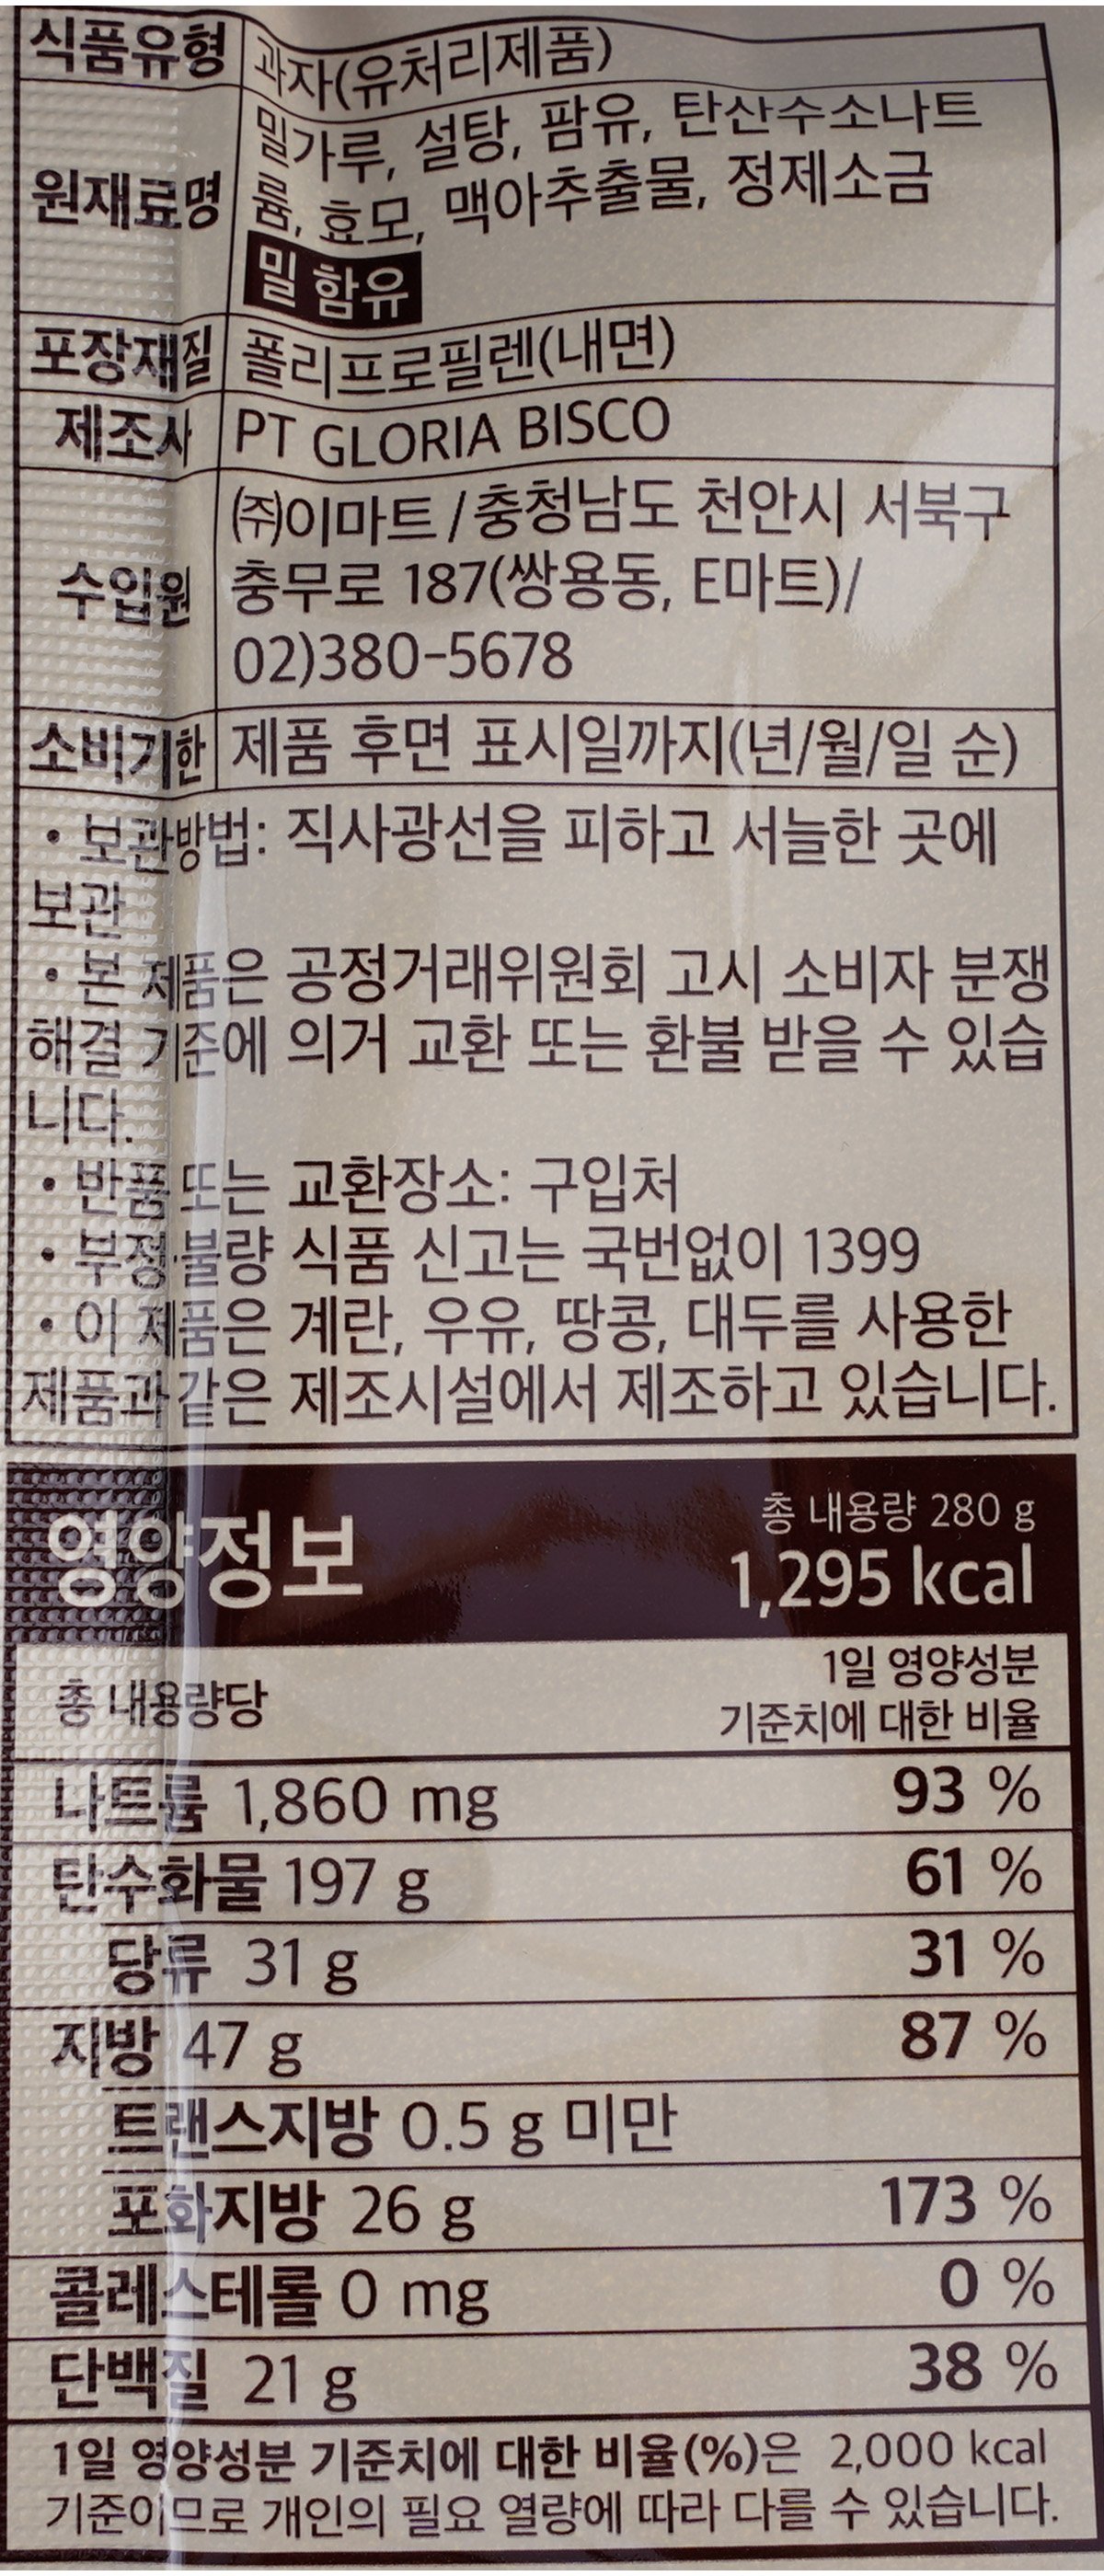 식품유형 과자(유처리제품)
원재료명 밀가루, 설탕, 팜유, 탄산수소나트
륨, 효모, 맥아추출물, 정제소금
밀 함유
포장재질 폴리프로필렌(내면)
제조사 PT GLORIA BISCO
수입원 ㈜이마트/충청남도 천안시 서북구
충무로 187(쌍용동, E마트)/
02)380-5678
소비기한 제품 후면 표시일까지(년/월/일 순)
• 보관방법: 직사광선을 피하고 서늘한 곳에
보관
• 본 제품은 공정거래위원회 고시 소비자 분쟁
해결 기준에 의거 교환 또는 환불 받을 수 있습
니다.
• 반품 또는 교환장소: 구입처
• 부정·불량 식품 신고는 국번없이 1399
• 이 제품은 계란, 우유, 땅콩, 대두를 사용한
제품과 같은 제조시설에서 제조하고 있습니다.
영양정보
총 내용량 280 g
1,295 kcal
총 내용량당
1일 영양성분
기준치에 대한 비율
나트륨 1,860 mg 93 %
탄수화물 197 g 61 %
당류 31 g 31 %
지방 47 g 87 %
트랜스지방 0.5 g 미만
포화지방 26 g 173 %
콜레스테롤 0 mg 0 %
단백질 21 g 38 %
1일 영양성분 기준치에 대한 비율(%)은 2,000 kcal
기준이므로 개인의 필요 열량에 따라 다를 수 있습니다.